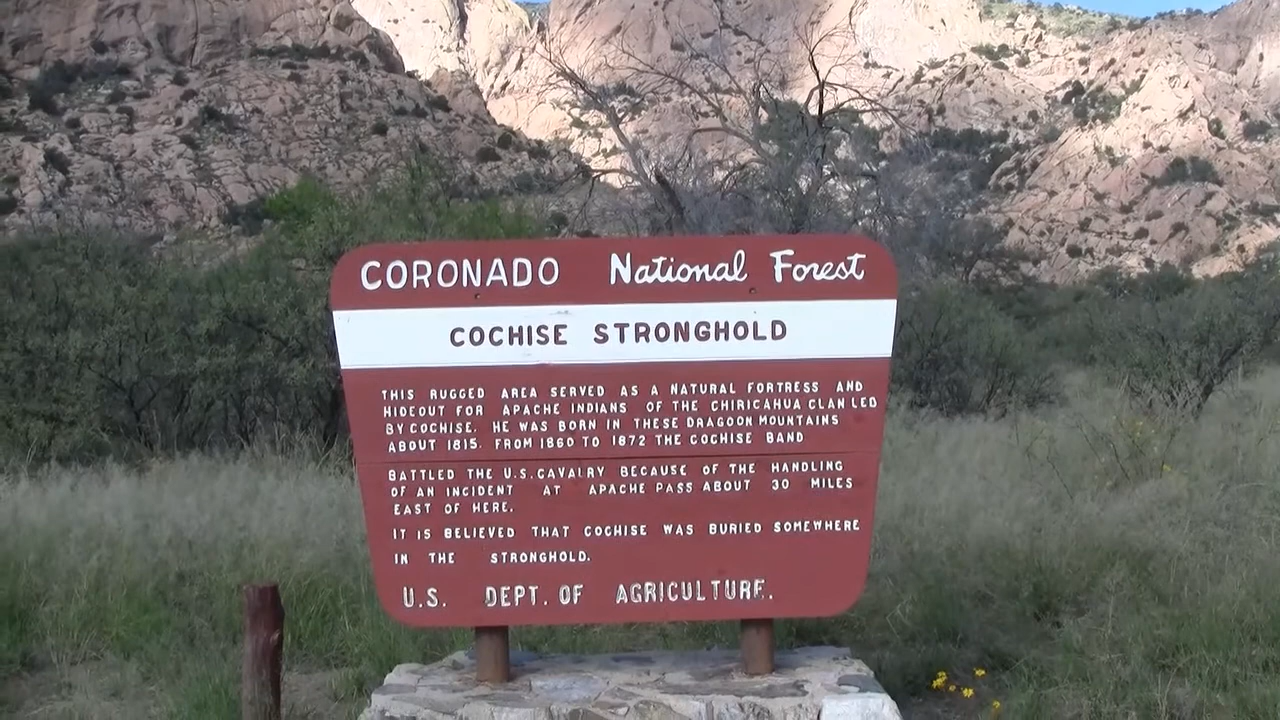 CORONADO National Forest
COCHISE STRONGHOLD
THIS RUGGED AREA SERVED AS A NATURAL FORTRESS AND
HIDEOUT FOR APACHE INDIANS OF THE CHIRICAHUA CLAN LED
BY COCHISE. HE WAS BORN IN THESE DRAGOON MOUNTAINS
ABOUT 1815. FROM 1860 TO 1872 THE COCHISE BAND
BATTLED THE U.S. CAVALRY BECAUSE OF THE HANDLING
OF AN INCIDENT AT APACHE PASS ABOUT 30 MILES
EAST OF HERE.
IT IS BELIEVED THAT COCHISE WAS BURIED SOMEWHERE
IN THE STRONGHOLD.
U.S. DEPT. OF AGRICULTURE.